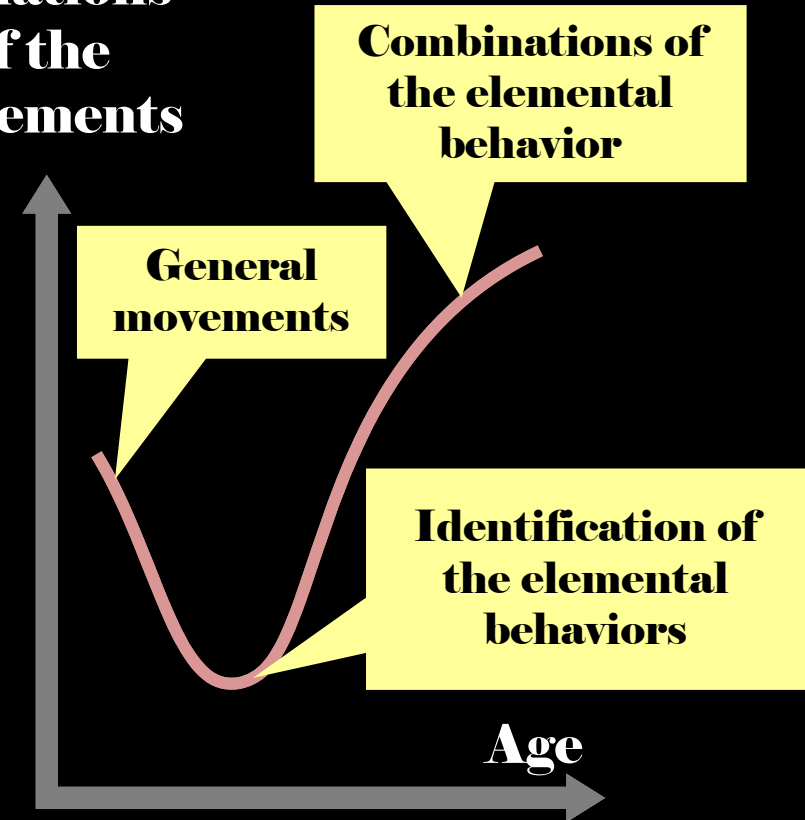 f the
ements
Combinations of
the elemental
behavior
General
movements
Identification of
the elemental
behaviors
Age